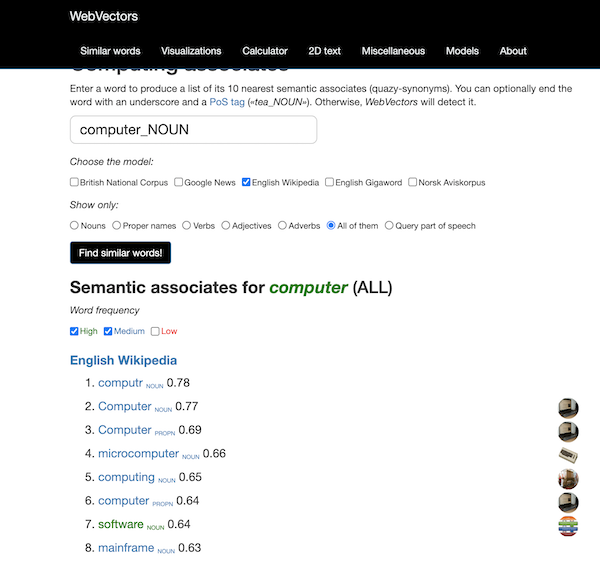 WebVectors
Similar words Visualizations Calculator 2D text Miscellaneous Models About
Computing associates
Enter a word to produce a list of its 10 nearest semantic associates (quazy-synonyms). You can optionally end the
word with an underscore and a PoS tag («tea_NOUN»). Otherwise, WebVectors will detect it.
computer_NOUN
Choose the model:
British National Corpus Google News English Wikipedia English Gigaword Norsk Aviskorpus
Show only:
Nouns Proper names Verbs Adjectives Adverbs All of them Query part of speech
Find similar words!
Semantic associates for computer (ALL)
Word frequency
High Medium Low
English Wikipedia
1. computr NOUN 0.78
2. Computer NOUN 0.77
3. Computer PROPN 0.69
4. microcomputer NOUN 0.66
5. computing NOUN 0.65
6. computer PROPN 0.64
7. software NOUN 0.64
8. mainframe NOUN 0.63